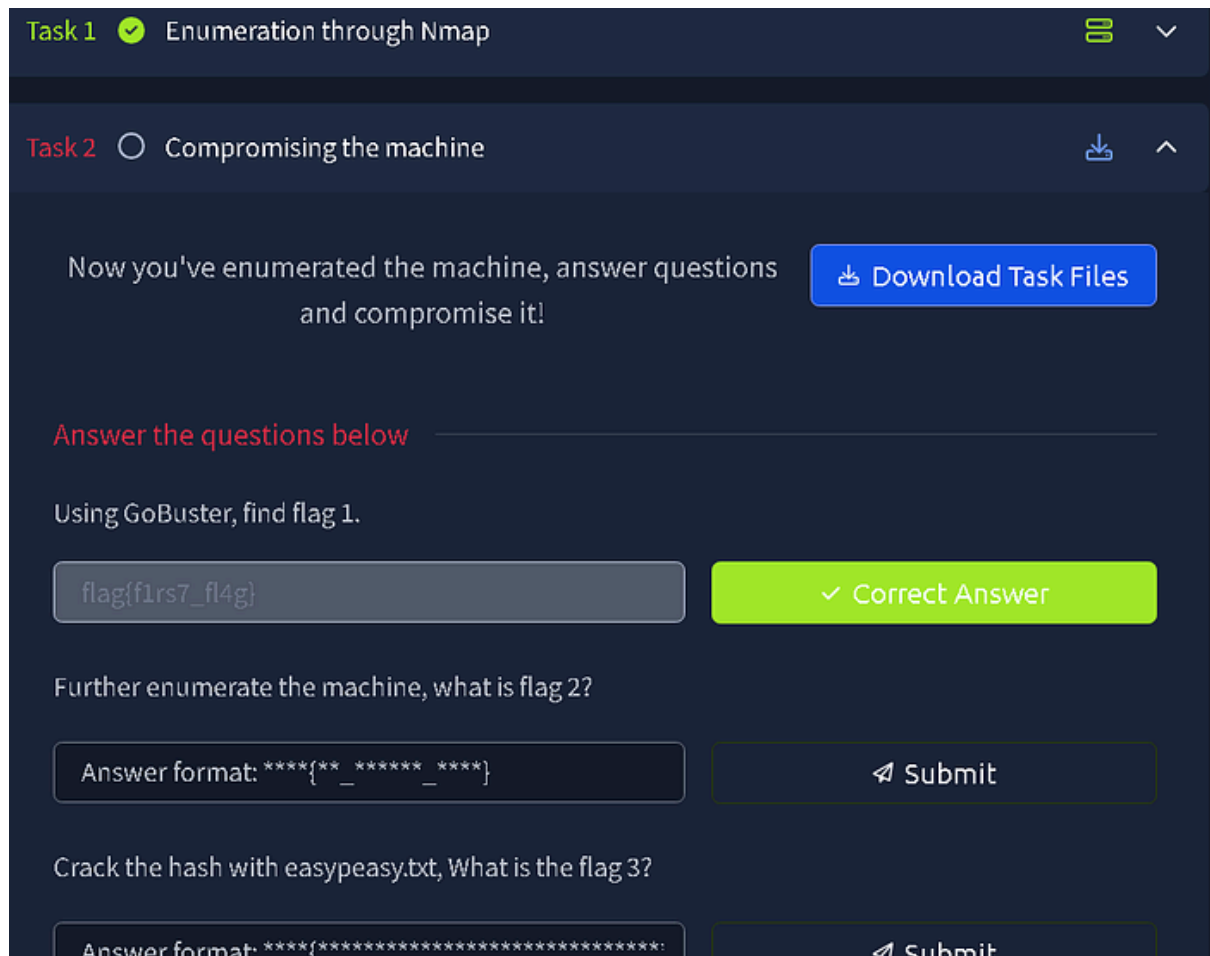 Task 1 Enumeration through Nmap
Task 2 Compromising the machine
Now you've enumerated the machine, answer questions
and compromise it!
Download Task Files
Answer the questions below
Using GoBuster, find flag 1.
flag{f1rs7_fl4g}
Correct Answer
Further enumerate the machine, what is flag 2?
Answer format: ****{**_******_****}
Submit
Crack the hash with easypeasy.txt, What is the flag 3?
Answer format: ****{********************************
Submit